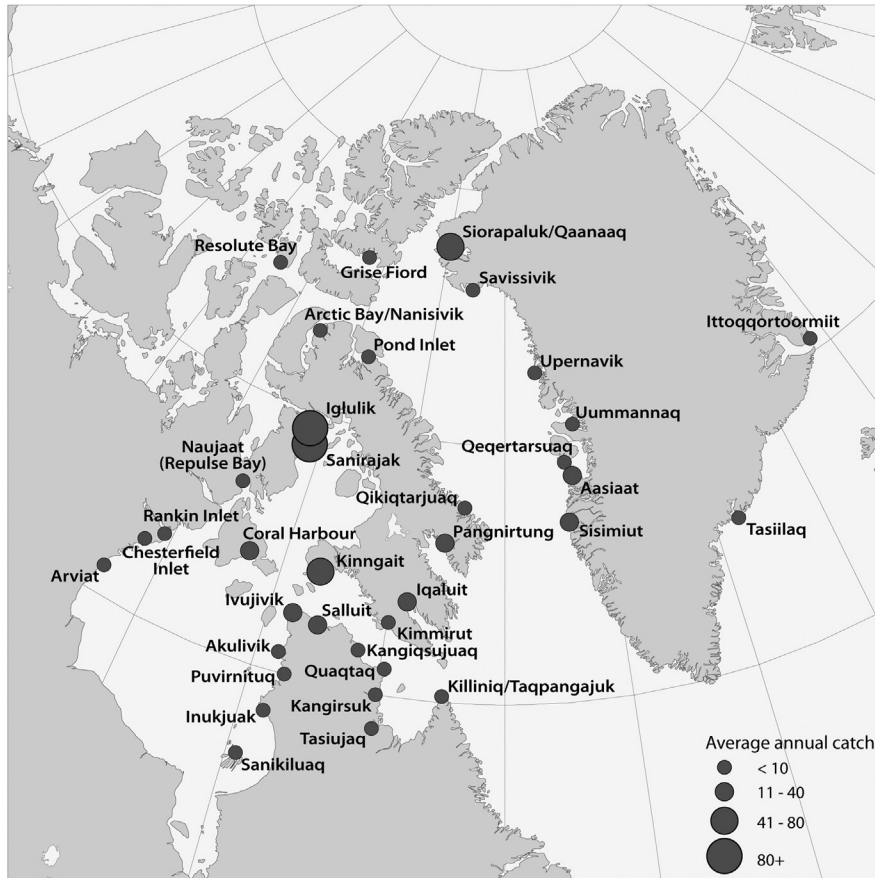 Siorapaluk/Qaanaaq
Resolute Bay
Grise Fiord
Savissivik
Arctic Bay/Nanisivik
Ittoqqortoormiit
Pond Inlet
Upernavik
Iglulik
Uummannaq
Naujaat
(Repulse Bay)
Qeqertarsuaq
Sanirajak
Aasiaat
Qikiqtarjuaq
Rankin Inlet
Coral Harbour
Pangnirtung
Sisimiut
Tasiilaq
Chesterfield
Inlet
Kinngait
Arviat
Iqaluit
Ivujivik
Salluit
Kimmirut
Akulivik
Kangiqsujuaq
Puvirnituq
Quaqtaq
Killiniq/Taqpangajuk
Kangirsuk
Inukjuak
Tasiujaq
Sanikiluaq
Average annual catch
< 10
11 - 40
41 - 80
80+